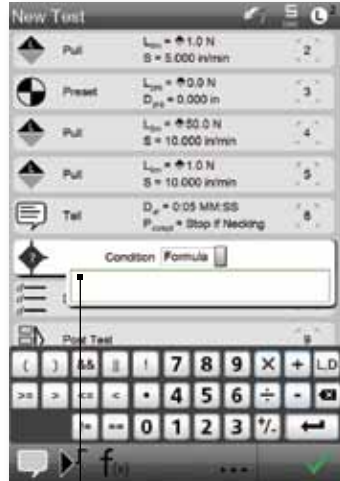 New Test
Pull
= 1.0 N
S = 5.000 in/min
2
Preset
= 0.0 N
= 0.000 in
3
Pull
= 50.0 N
S = 10.000 in/min
4
Pull
= 1.0 N
S = 10.000 in/min
5
Tell
= 0:05 MM:SS
= Stop if Necking
6
Condition Formula
Post Test
9
( ) && || ! 7 8 9 × + L,D
>= > <= < • 4 5 6 ÷ -
!= == 0 1 2 3 +/-
f(x) ...